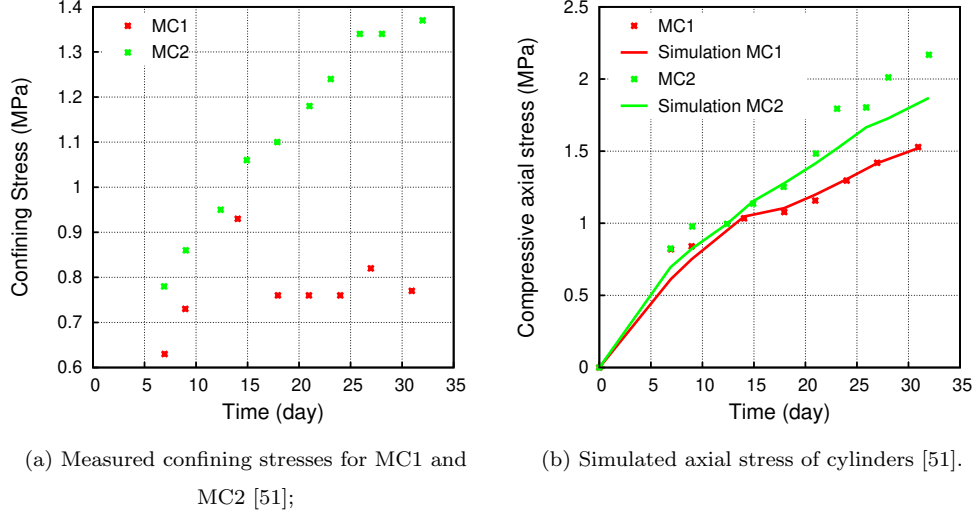 1.4
1.3
1.2
1.1
1
0.9
0.8
0.7
0.6
0 5 10 15 20 25 30 35
Confining Stress (MPa)
Time (day)
MC1
MC2
(a) Measured confining stresses for MC1 and
MC2 [51];
2.5
2
1.5
1
0.5
0
0 5 10 15 20 25 30 35
Compressive axial stress (MPa)
Time (day)
MC1
Simulation MC1
MC2
Simulation MC2
(b) Simulated axial stress of cylinders [51].